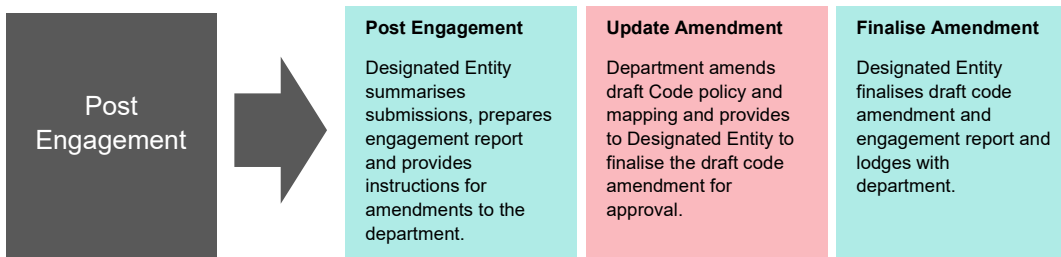 Post
Engagement
Post Engagement
Designated Entity
summarises
submissions, prepares
engagement report
and provides
instructions for
amendments to the
department.
Update Amendment
Department amends
draft Code policy and
mapping and provides
to Designated Entity to
finalise the draft code
amendment for
approval.
Finalise Amendment
Designated Entity
finalises draft code
amendment and
engagement report and
lodges with
department.